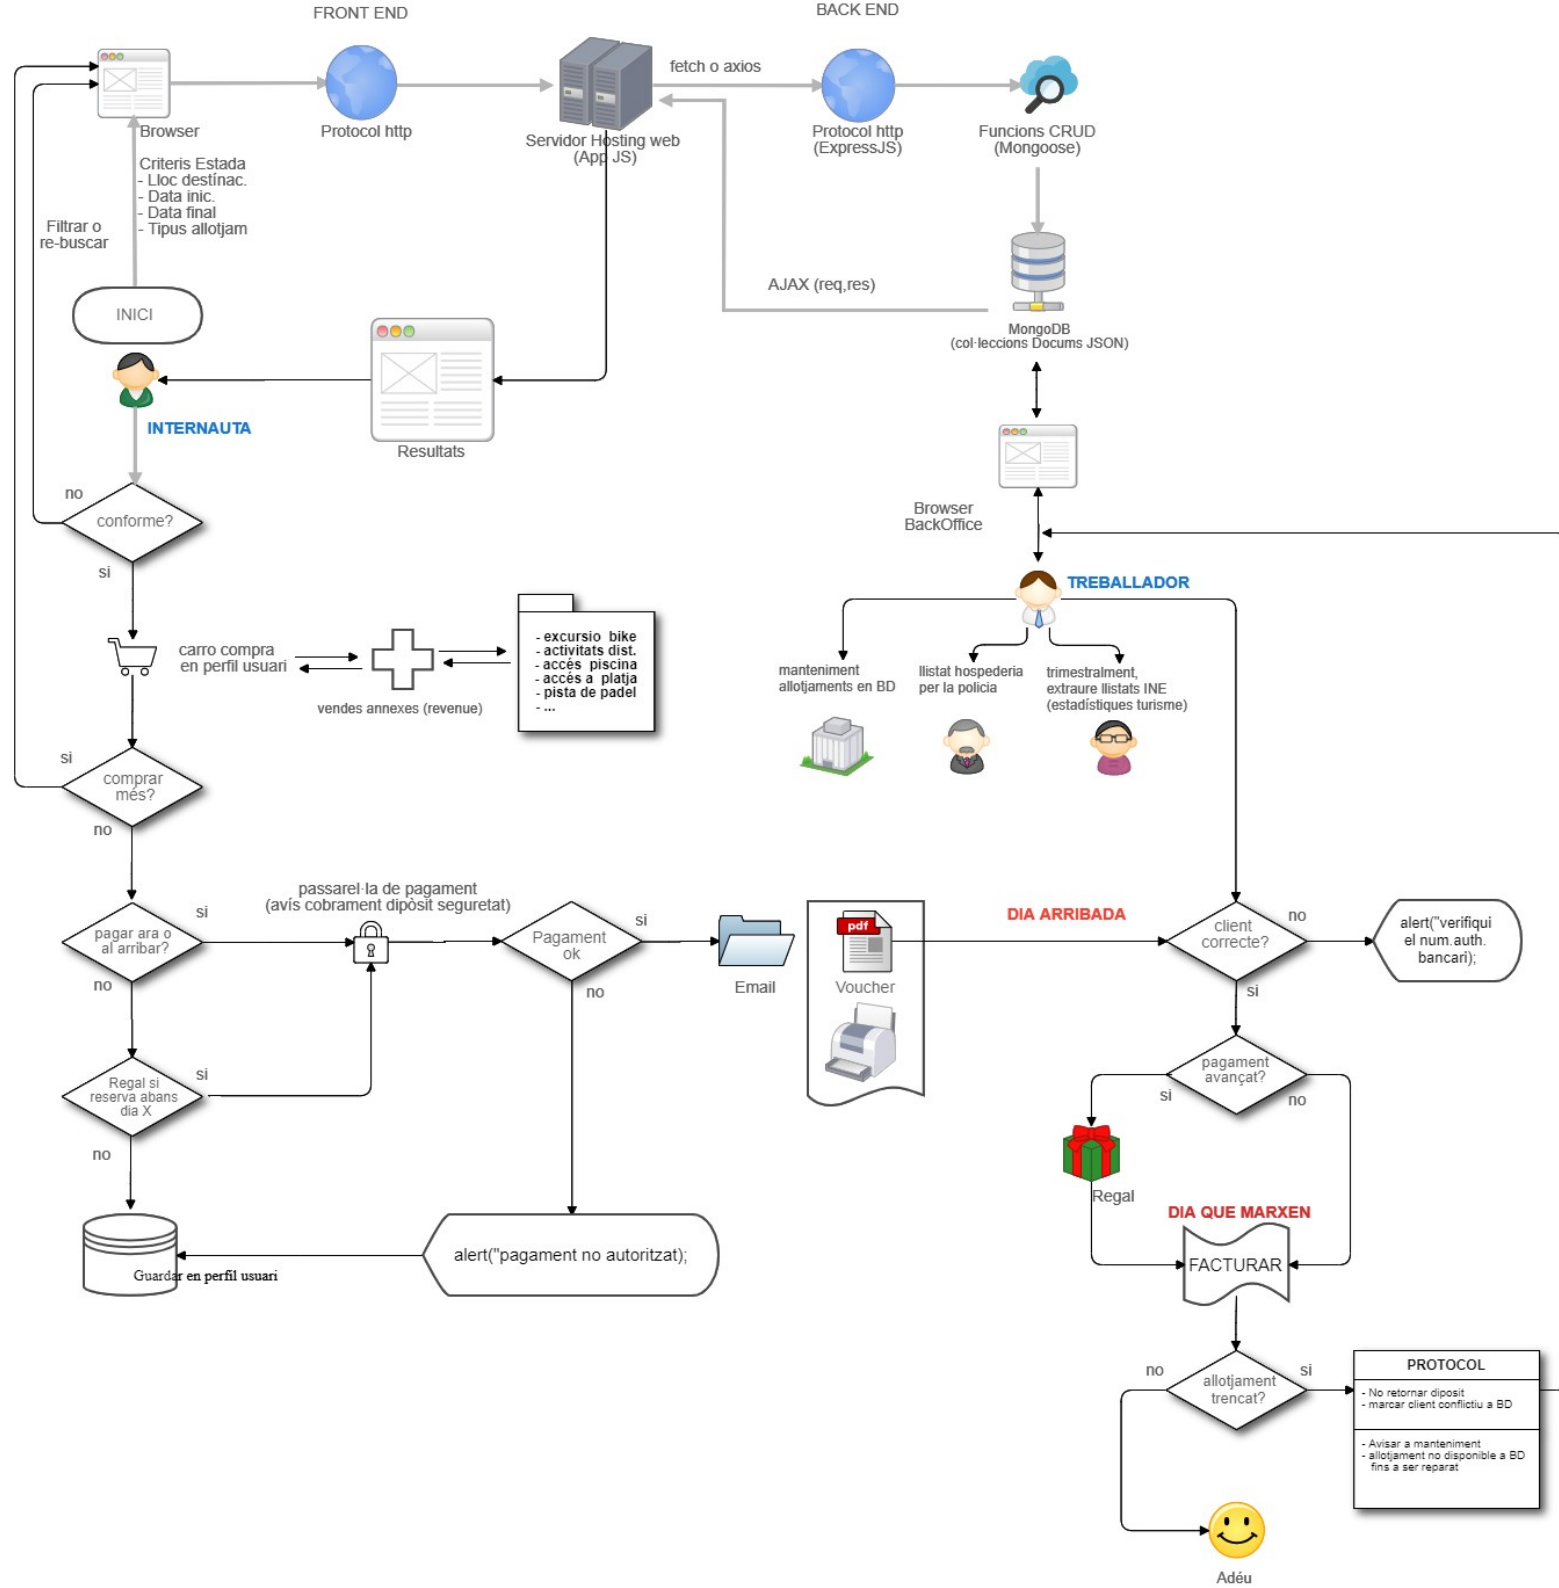 FRONT END
BACK END
fetch o axios
Browser
Protocol http
Servidor Hosting web
(App JS)
Protocol http
(ExpressJS)
Funcions CRUD
(Mongoose)
Criteris Estada
- Lloc destínac.
- Data inic.
- Data final
- Tipus allotjam
Filtrar o
re-buscar
INICI
AJAX (req,res)
MongoDB
(col·leccions Docums JSON)
INTERNAUTA
Resultats
no
conforme?
si
Browser
BackOffice
TREBALLADOR
carro compra
en perfil usuari
vendes annexes (revenue)
- excursio bike
- activitats dist.
- accés piscina
- accés a platja
- pista de padel
- ...
manteniment
allotjaments en BD
llistat hospederia
per la policia
trimestralment,
extraure llistats INE
(estadístiques turisme)
si
comprar
més?
no
pagar ara o
al arribar?
si
no
passarel·la de pagament
(avís cobrament dipòsit seguretat)
Pagament
ok
si
no
Email
pdf
Voucher
DIA ARRIBADA
client
correcte?
no
si
alert("verifiqui
el num.auth.
bancari);
Regal si
reserva abans
dia X
si
no
pagament
avançat?
si
no
Regal
DIA QUE MARXEN
FACTURAR
Guardar en perfil usuari
alert("pagament no autoritzat);
allotjament
trencat?
no
si
PROTOCOL
- No retornar diposit
- marcar client conflictiu a BD
- Avisar a manteniment
- allotjament no disponible a BD
fins a ser reparat
Adéu